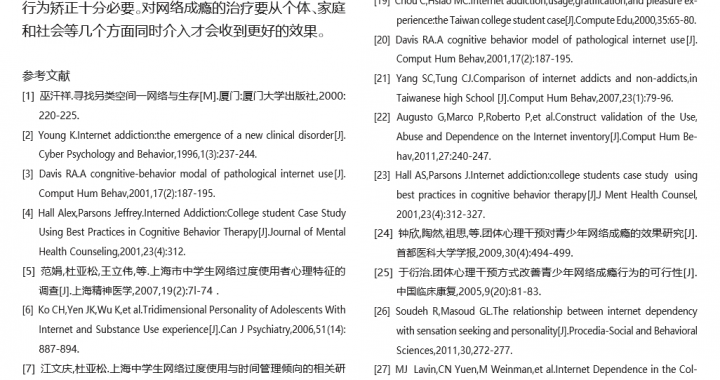 行为矫正十分必要。对网络成瘾的治疗要从个体、家庭
和社会等几个方面同时介入才会收到更好的效果。
参考文献
[1] 巫汗祥.寻找另类空间—网络与生存[M].厦门:厦门大学出版社,2000:
220-225.
[2] Young K.Internet addiction:the emergence of a new clinical disorder[J].
Cyber Psychology and Behavior,1996,1(3):237-244.
[3] Davis RA.A congnitive-behavior modal of pathological internet use[J].
Comput Hum Behav,2001,17(2):187-195.
[4] Hall Alex,Parsons Jeffrey.Interned Addiction:College student Case Study
Using Best Practices in Cognitive Behavior Therapy[J].Journal of Mental
Health Counseling,2001,23(4):312.
[5] 范娟,杜亚松,王立伟,等.上海市中学生网络过度使用者心理特征的
调查[J].上海精神医学,2007,19(2):7l-74 .
[6] Ko CH,Yen JK,Wu K,et al.Tridimensional Personality of Adolescents With
Internet and Substance Use experience[J].Can J Psychiatry,2006,51(14):
887-894.
[7] 江文庆,杜亚松.上海中学生网络过度使用与时间管理倾向的相关研
[19] Chou C,Hsiao MC.Internet addiction,usage,gratification,and pleasure ex-
perience:the Taiwan college student case[J].Compute Edu,2000,35:65-80.
[20] Davis RA.A cognitive behavior model of pathological internet use[J].
Comput Hum Behav,2001,17(2):187-195.
[21] Yang SC,Tung CJ.Comparison of internet addicts and non-addicts,in
Taiwanese high School [J].Comput Hum Behav,2007,23(1):79-96.
[22] Augusto G,Marco P,Roberto P,et al.Construct validation of the Use,
Abuse and Dependence on the Internet inventory[J].Comput Hum Be-
hav,2011,27:240-247.
[23] Hall AS,Parsons J.Internet addiction:college students case study using
best practices in cognitive behavior therapy[J].J Ment Health Counsel,
2001,23(4):312-327.
[24] 钟欣,陶然,祖思,等.团体心理干预对青少年网络成瘾的效果研究[J].
首都医科大学学报,2009,30(4):494-499.
[25] 于衍治.团体心理干预方式改善青少年网络成瘾行为的可行性[J].
中国临床康复,2005,9(20):81-83.
[26] Soudeh R,Masoud GL.The relationship between internet dependency
with sensation seeking and personality[J].Procedia-Social and Behavioral
Sciences,2011,30:272-277.
[27] MJ Lavin,CN Yuen,M Weinman,et al.Internet Dependence in the Col-